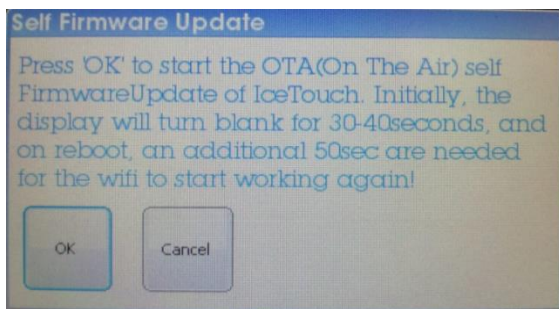 Self Firmware Update
Press 'OK' to start the OTA(On The Air) self
FirmwareUpdate of IceTouch. Initially, the
display will turn blank for 30-40seconds, and
on reboot, an additional 50sec are needed
for the wifi to start working again!
OK
Cancel